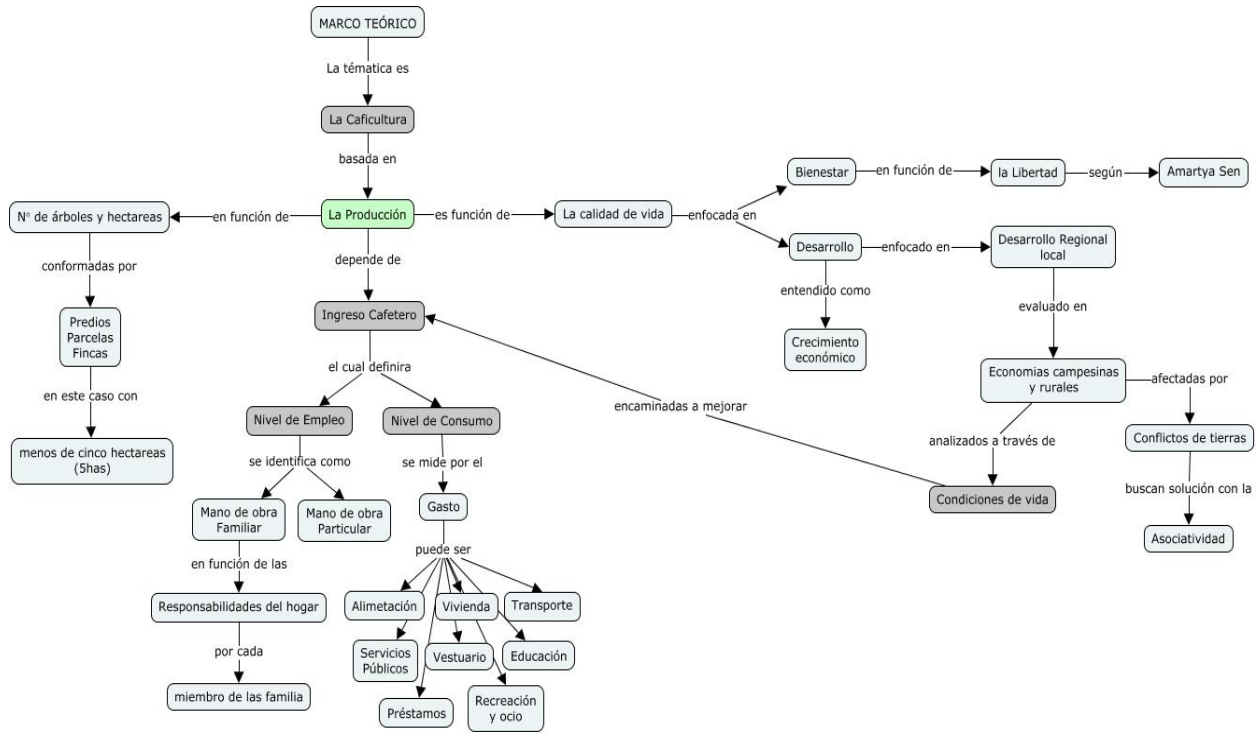 MARCO TEÓRICO
La témática es
La Caficultura
basada en
La Producción
en función de
N° de árboles y hectareas
conformadas por
Predios
Parcelas
Fincas
en este caso con
menos de cinco hectareas
(5has)
es función de
La calidad de vida
enfocada en
Bienestar
en función de
la Libertad
según
Amartya Sen
Desarrollo
entendido como
Crecimiento
económico
enfocado en
Desarrollo Regional
local
evaluado en
Economias campesinas
y rurales
afectadas por
Conflictos de tierras
buscan solución con la
Asociatividad
analizados a través de
Condiciones de vida
encaminadas a mejorar
depende de
Ingreso Cafetero
el cual definira
Nivel de Empleo
se identifica como
Mano de obra
Familiar
Mano de obra
Particular
en función de las
Responsabilidades del hogar
por cada
miembro de las familia
Nivel de Consumo
se mide por el
Gasto
puede ser
Alimetación
Vivienda
Transporte
Servicios
Públicos
Vestuario
Educación
Préstamos
Recreación
y ocio